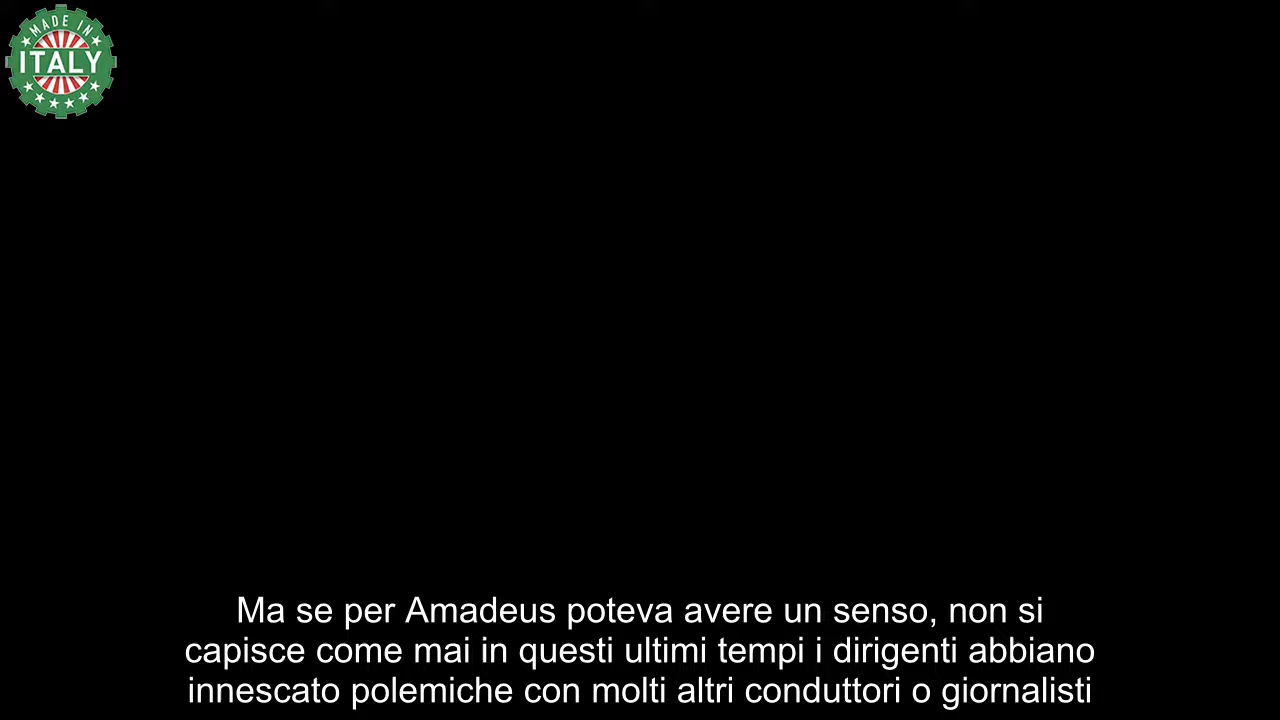 MADE IN
ITALY
Ma se per Amadeus poteva avere un senso, non si
capisce come mai in questi ultimi tempi i dirigenti abbiano
innescato polemiche con molti altri conduttori o giornalisti